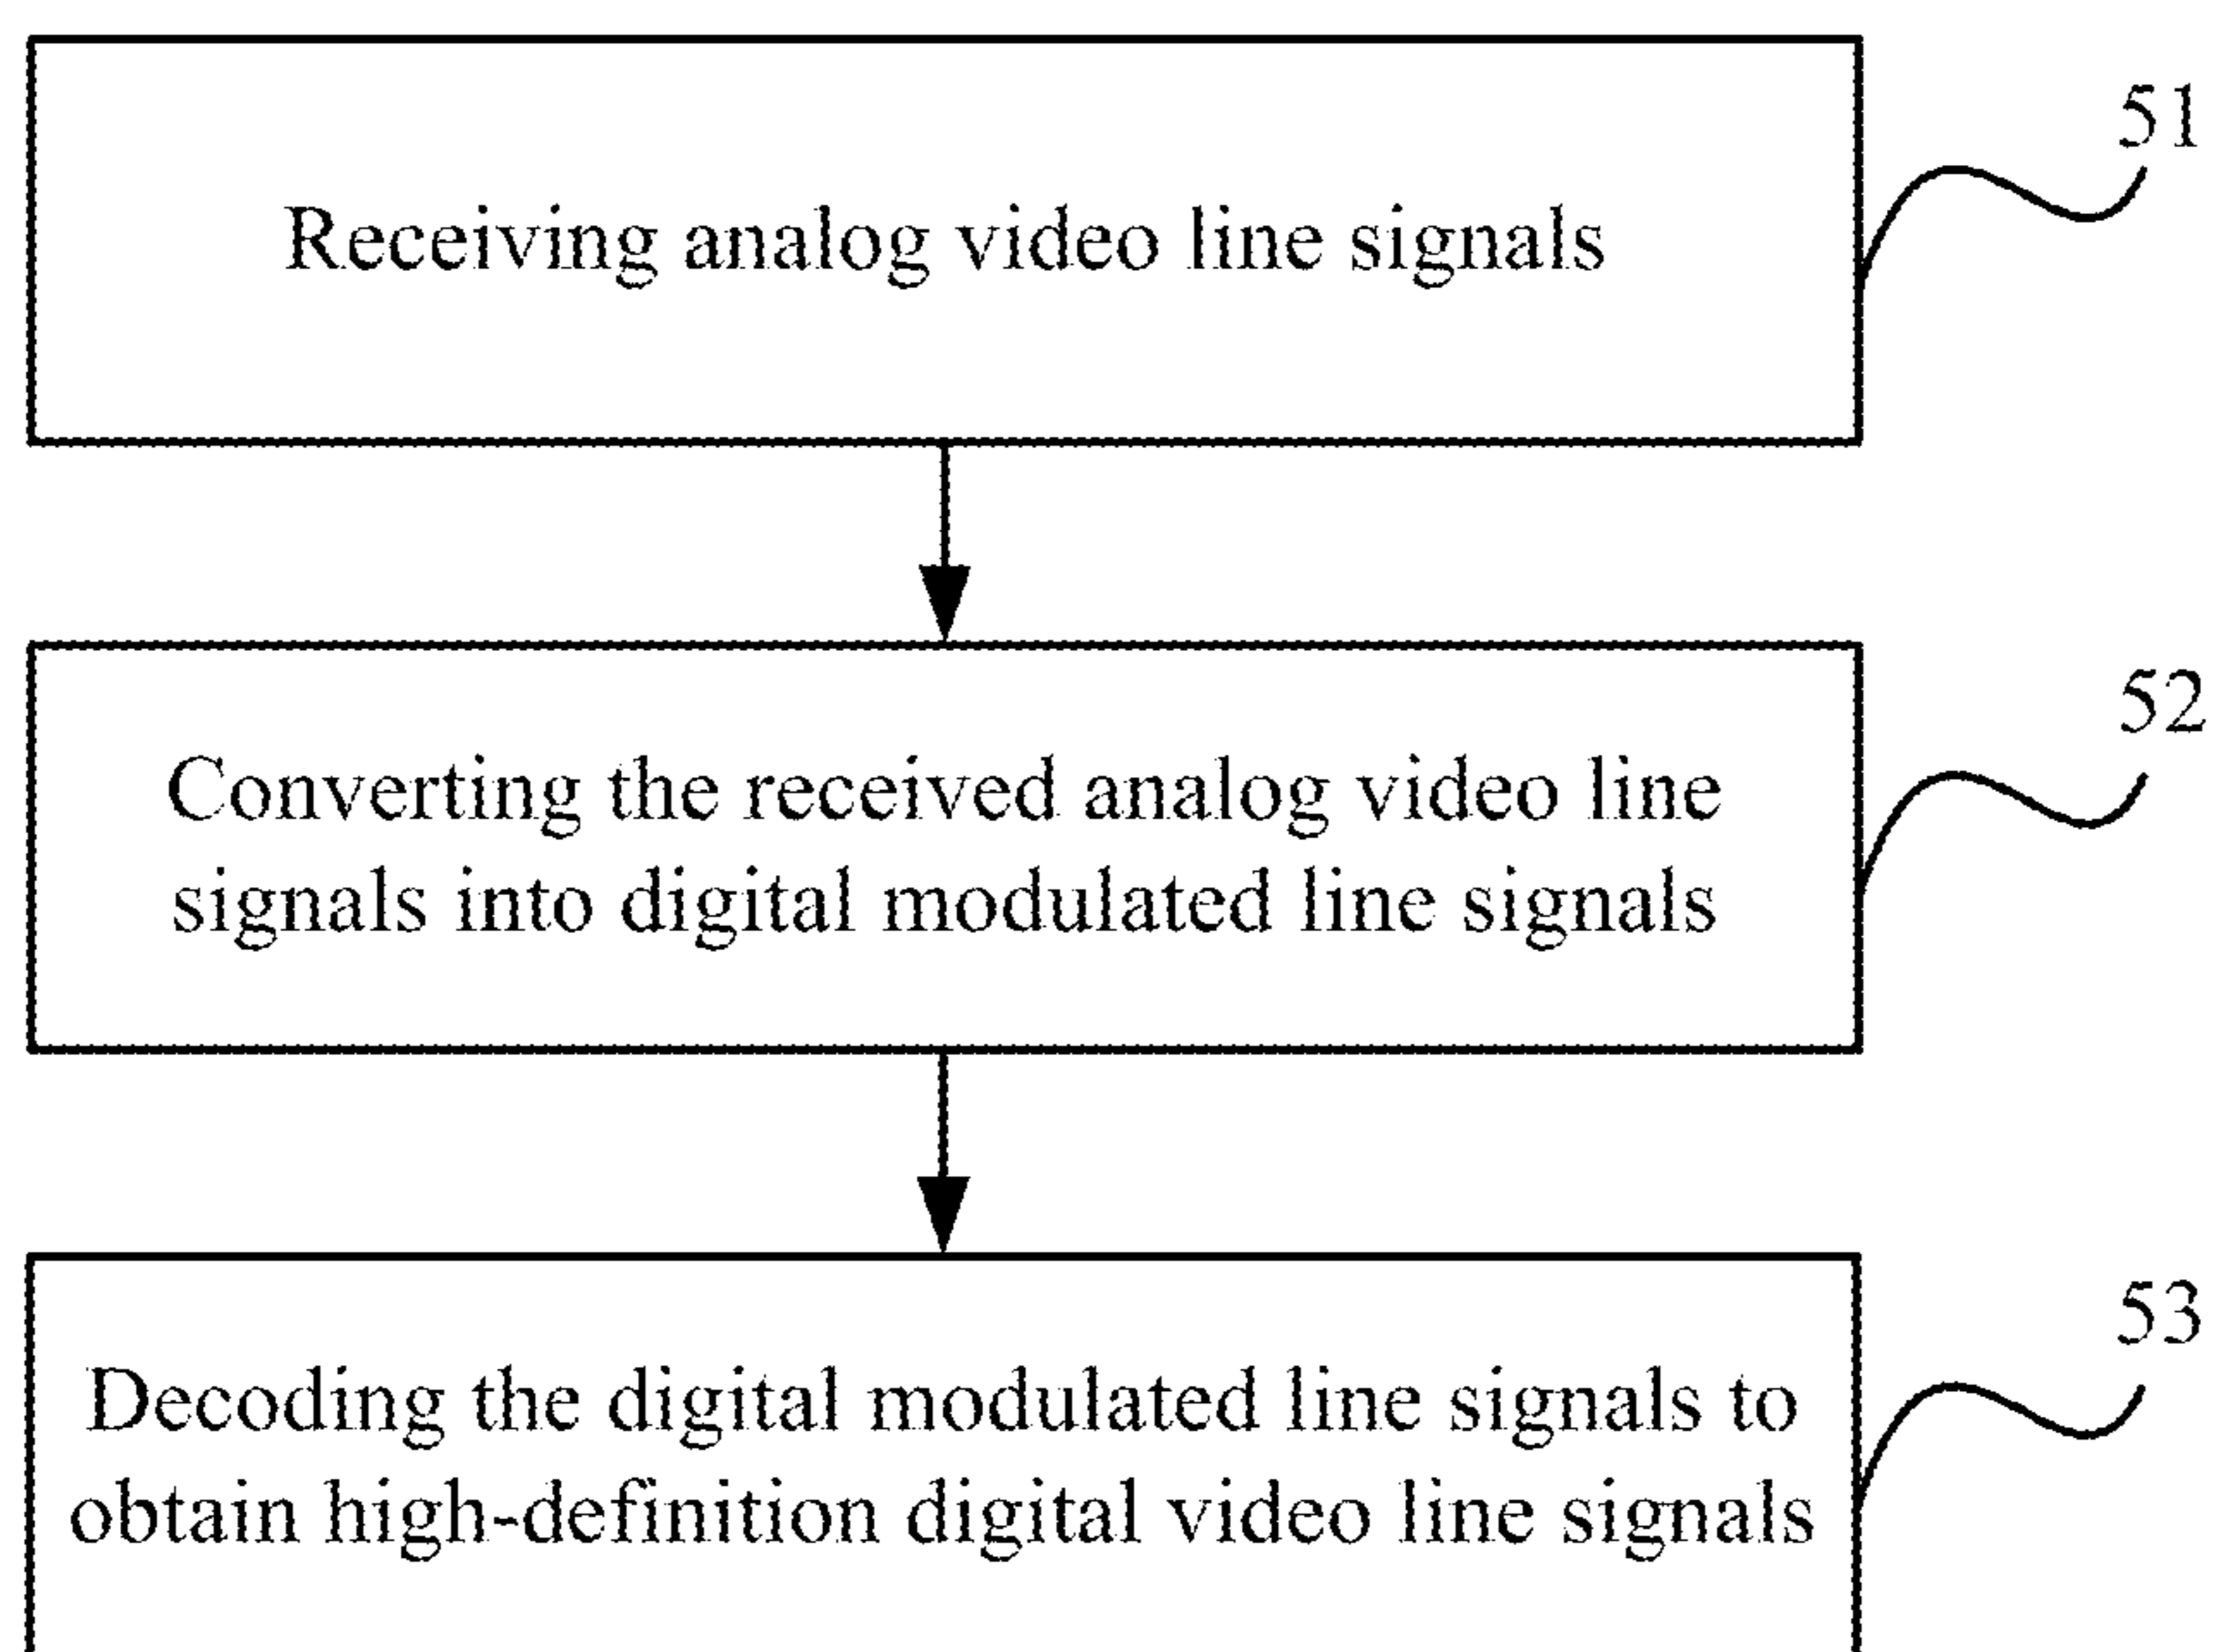 51
Receiving analog video line signals
52
Converting the received analog video line
signals into digital modulated line signals
53
Decoding the digital modulated line signals to
obtain high-definition digital video line signals